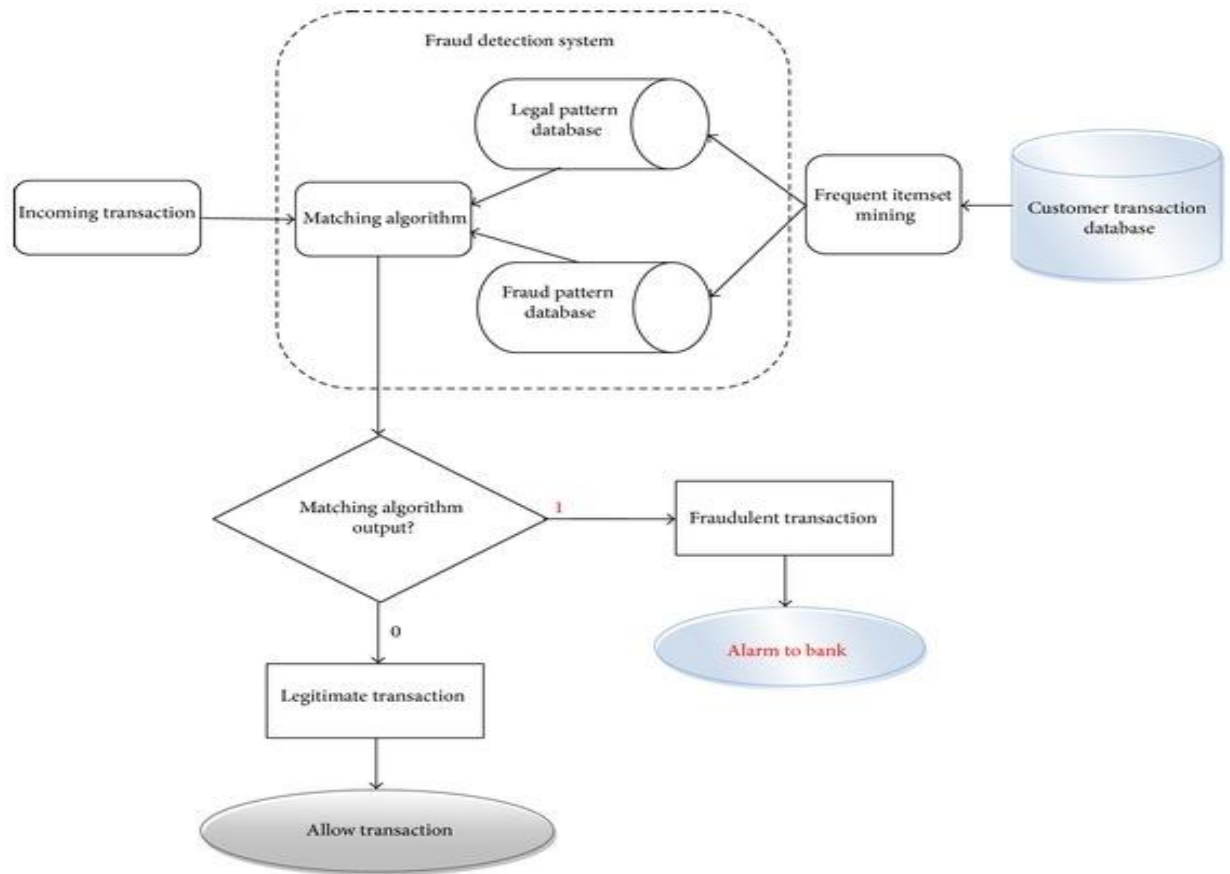 Fraud detection system
Legal pattern
database
Incoming transaction
Matching algorithm
Frequent itemset
mining
Customer transaction
database
Fraud pattern
database
Matching algorithm
output?
1
Fraudulent transaction
0
Alarm to bank
Legitimate transaction
Allow transaction